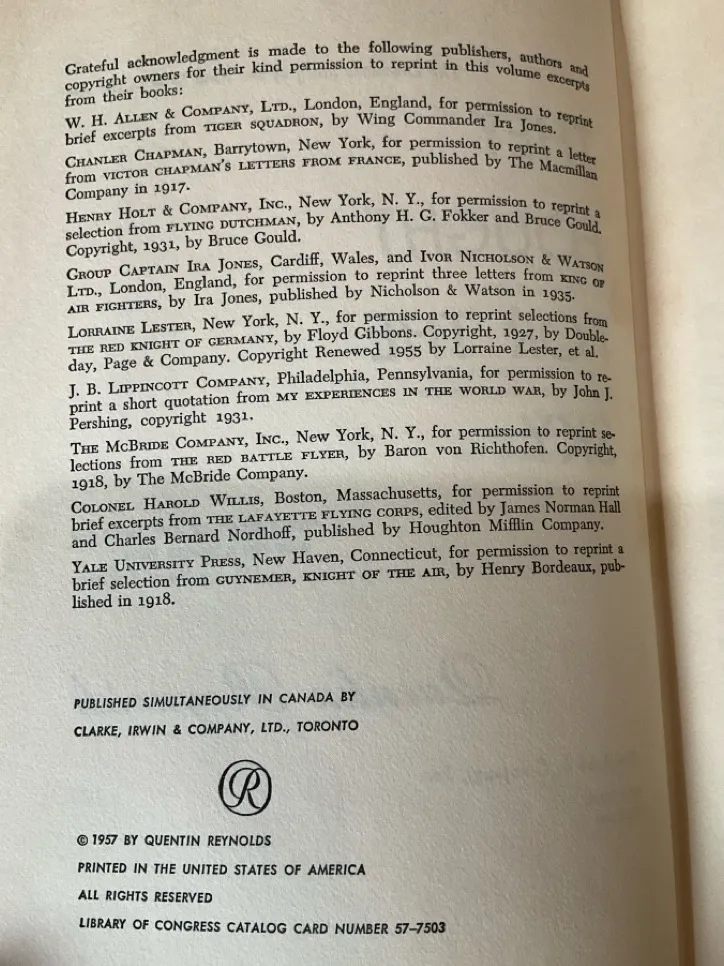 Grateful acknowledgment is made to the following publishers, authors and
copyright owners for their kind permission to reprint in this volume excerpts
from their books:
W. H. ALLEN & COMPANY, LTD., London, England, for permission to reprint
brief excerpts from TIGER SQUADRON, by Wing Commander Ira Jones.
CHANLER CHAPMAN, Barrytown, New York, for permission to reprint a letter
from VICTOR CHAPMAN'S LETTERS FROM FRANCE, published by The Macmillan
Company in 1917.
HENRY HOLT & COMPANY, INC., New York, N. Y., for permission to reprint a
selection from FLYING DUTCHMAN, by Anthony H. G. Fokker and Bruce Gould.
Copyright, 1931, by Bruce Gould.
GROUP CAPTAIN IRA JONES, Cardiff, Wales, and IVOR NICHOLSON & WATSON
LTD., London, England, for permission to reprint three letters from KING OF
AIR FIGHTERS, by Ira Jones, published by Nicholson & Watson in 1935.
LORRAINE LESTER, New York, N. Y., for permission to reprint selections from
THE RED KNIGHT OF GERMANY, by Floyd Gibbons. Copyright, 1927, by Double-
day, Page & Company. Copyright Renewed 1955 by Lorraine Lester, et al.
J. B. LIPPINCOTT COMPANY, Philadelphia, Pennsylvania, for permission to re-
print a short quotation from MY EXPERIENCES IN THE WORLD WAR, by John J.
Pershing, copyright 1931.
THE MCBRIDE COMPANY, INC., New York, N. Y., for permission to reprint se-
lections from THE RED BATTLE FLYER, by Baron von Richthofen. Copyright,
1918, by The McBride Company.
COLONEL HAROLD WILLIS, Boston, Massachusetts, for permission to reprint
brief excerpts from THE LAFAYETTE FLYING CORPS, edited by James Norman Hall
and Charles Bernard Nordhoff, published by Houghton Mifflin Company.
YALE UNIVERSITY PRESS, New Haven, Connecticut, for permission to reprint a
brief selection from GUYNEMER, KNIGHT OF THE AIR, by Henry Bordeaux, pub-
lished in 1918.
PUBLISHED SIMULTANEOUSLY IN CANADA BY
CLARKE, IRWIN & COMPANY, LTD., TORONTO
R
© 1957 BY QUENTIN REYNOLDS
PRINTED IN THE UNITED STATES OF AMERICA
ALL RIGHTS RESERVED
LIBRARY OF CONGRESS CATALOG CARD NUMBER 57-7503